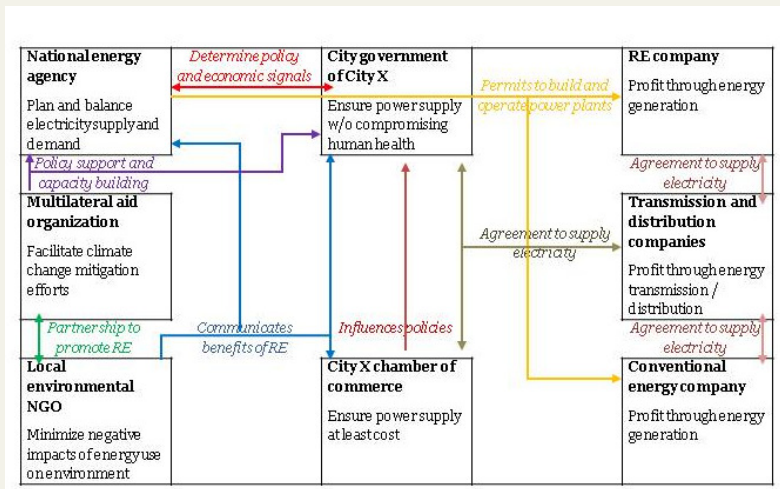 National energy
agency
Plan and balance
electricity supply and
demand
Determine policy
and economic signals
City government
of City X
Ensure power supply
w/o compromising
human health
Permits to build and
operate power plants
RE company
Profit through energy
generation
Policy support and
capacity building
Agreement to supply
electricity
Multilateral aid
organization
Facilitate climate
change mitigation
efforts
Agreement to supply
electricity
Transmission and
distribution
companies
Profit through energy
transmission /
distribution
Partnership to
promote RE
Communicates
benefits of RE
Influences policies
Agreement to supply
electricity
Local
environmental
NGO
Minimize negative
impacts of energy use
on environment
City X chamber of
commerce
Ensure power supply
at least cost
Conventional
energy company
Profit through energy
generation